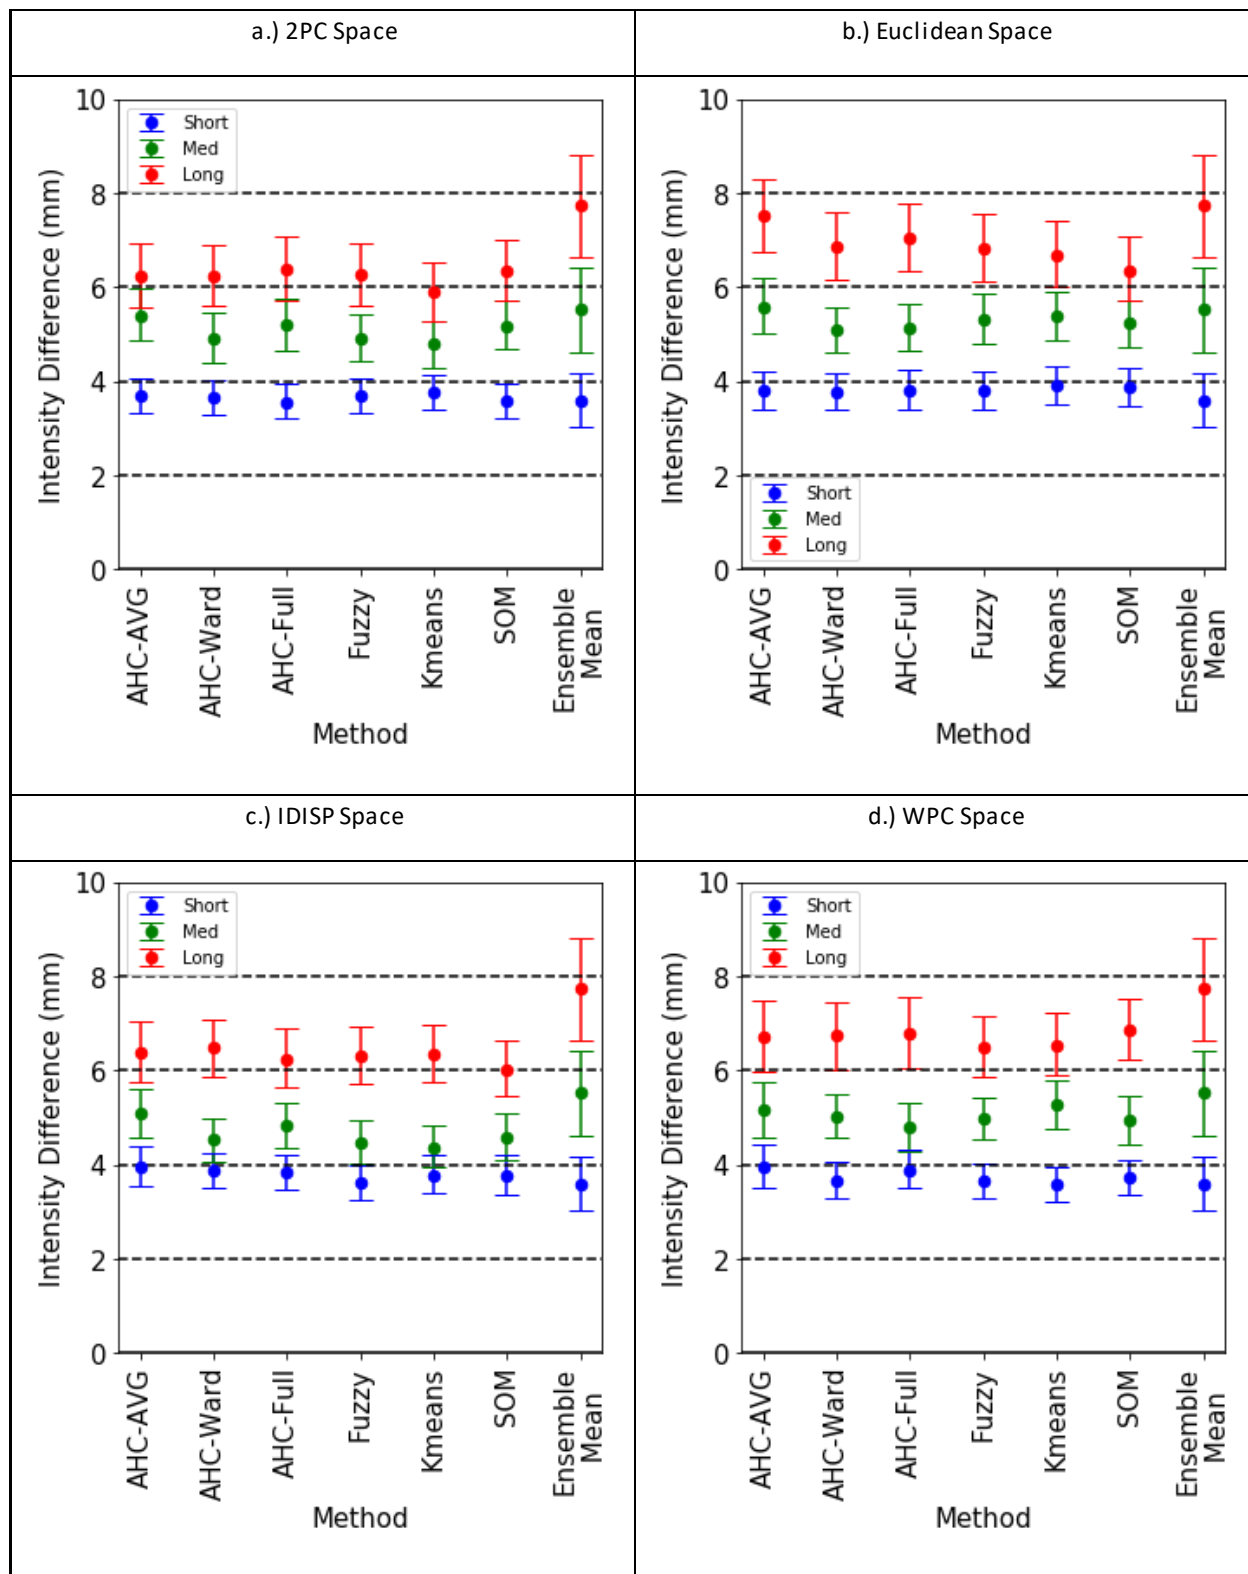 a.) 2PC Space
b.) Euclidean Space
10
8
6
4
2
0
Intensity Difference (mm)
Short
Med
Long
AHC-AVG
AHC-Ward
AHC-Full
Fuzzy
Kmeans
SOM
Ensemble
Mean
Method
10
8
6
4
2
0
Intensity Difference (mm)
Short
Med
Long
AHC-AVG
AHC-Ward
AHC-Full
Fuzzy
Kmeans
SOM
Ensemble
Mean
Method
c.) IDISP Space
d.) WPC Space
10
8
6
4
2
0
Intensity Difference (mm)
Short
Med
Long
AHC-AVG
AHC-Ward
AHC-Full
Fuzzy
Kmeans
SOM
Ensemble
Mean
Method
10
8
6
4
2
0
Intensity Difference (mm)
Short
Med
Long
AHC-AVG
AHC-Ward
AHC-Full
Fuzzy
Kmeans
SOM
Ensemble
Mean
Method